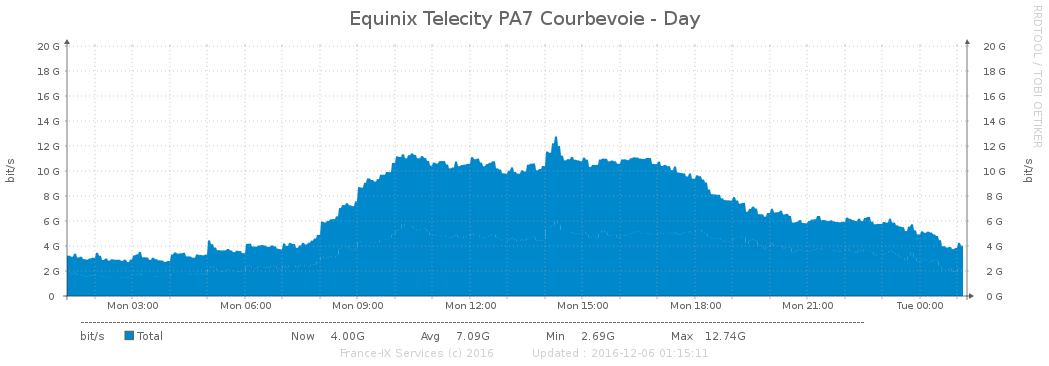 Equinix Telecity PA7 Courbevoie - Day
RRDTOOL / TOBI OETIKER
bit/s
20 G
18 G
16 G
14 G
12 G
10 G
8 G
6 G
4 G
2 G
0
20 G
18 G
16 G
14 G
12 G
10 G
8 G
6 G
4 G
2 G
0 G
bit/s
Mon 03:00 Mon 06:00 Mon 09:00 Mon 12:00 Mon 15:00 Mon 18:00 Mon 21:00 Tue 00:00
bit/s Total Now 4.00G Avg 7.09G Min 2.69G Max 12.74G
France-IX Services (c) 2016 Updated : 2016-12-06 01:15:11